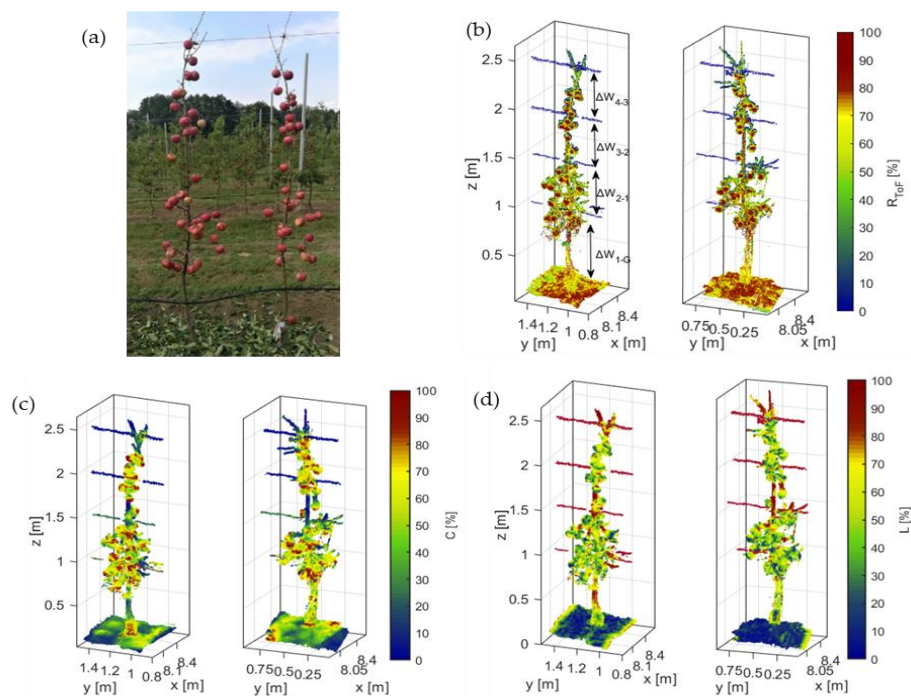 (a)
(b)
2.5
2
1.5
1
0.5
z [m]
ΔW4-3
ΔW3-2
ΔW2-1
ΔW1-G
1.4 1.2 1 0.8
y [m]
8.1 8.4
x [m]
0.75 0.5 0.25
y [m]
8.05 8.4
x [m]
100
90
80
70
60
50
40
30
20
10
0
RToF [%]
(c)
2.5
2
1.5
1
0.5
z [m]
1.4 1.2 1 0.8
y [m]
8.1 8.4
x [m]
0.75 0.5 0.25
y [m]
8.05 8.4
x [m]
100
90
80
70
60
50
40
30
20
10
0
C [%]
(d)
2.5
2
1.5
1
0.5
0
z [m]
1.4 1.2 1 0.8
y [m]
8.1 8.4
x [m]
0.75 0.5 0.25
y [m]
8.05 8.4
x [m]
100
90
80
70
60
50
40
30
20
10
0
L [%]